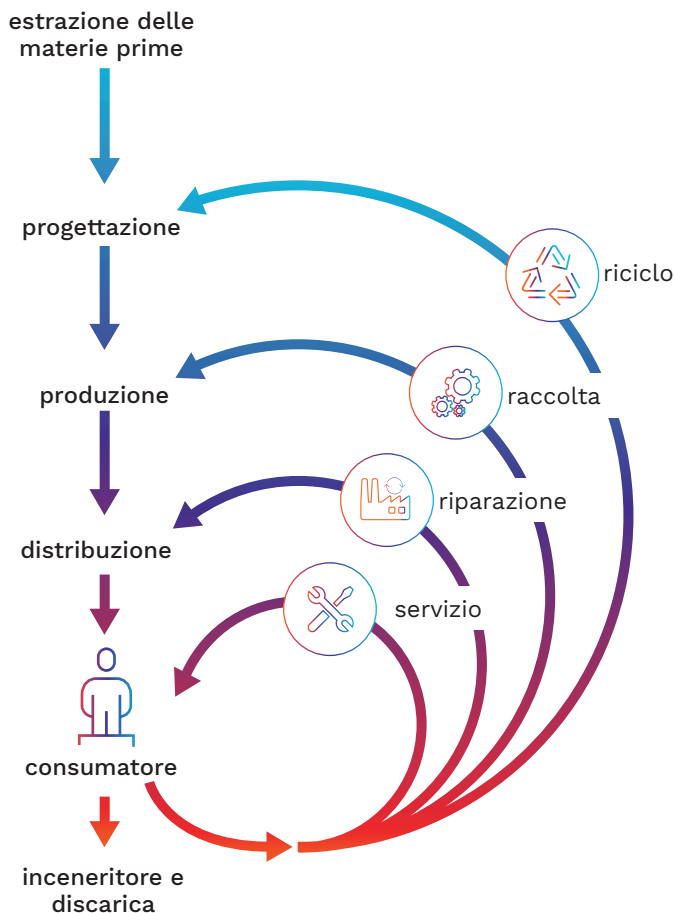 estrazione delle
materie prime
progettazione
riciclo
produzione
raccolta
riparazione
distribuzione
servizio
consumatore
inceneritore e
discarica